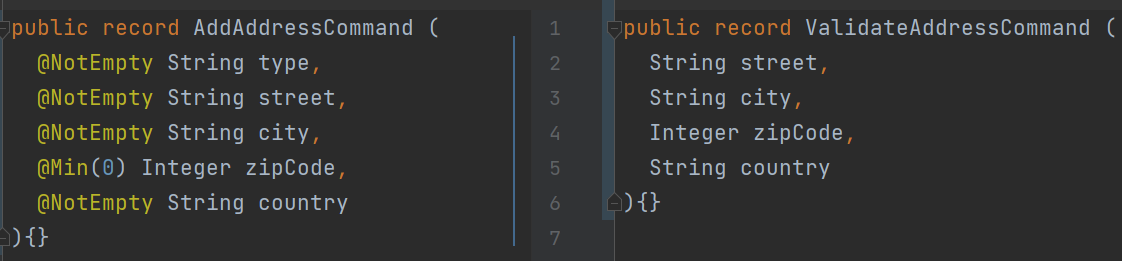 public record AddAddressCommand (
@NotEmpty String type,
@NotEmpty String street,
@NotEmpty String city,
@Min(0) Integer zipCode,
@NotEmpty String country
){}
1 public record ValidateAddressCommand (
2 String street,
3 String city,
4 Integer zipCode,
5 String country
6 ){}
7